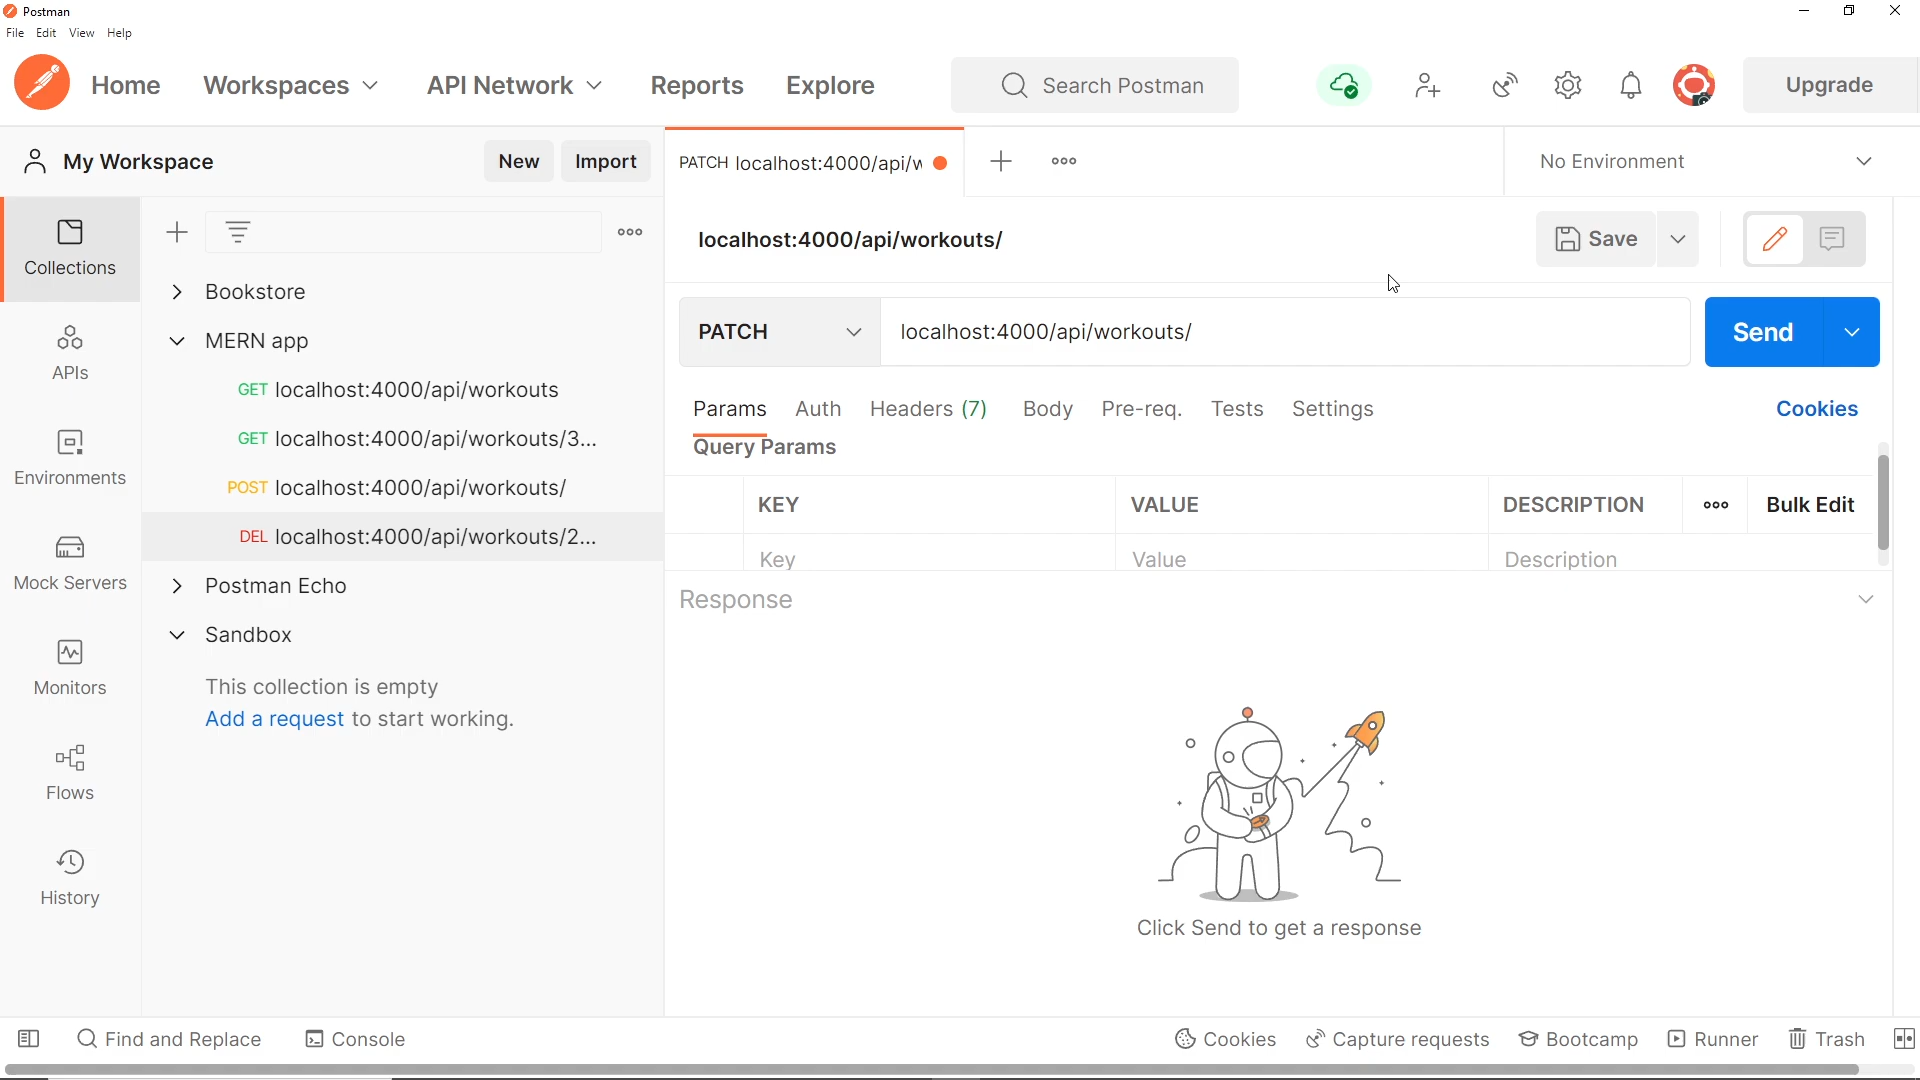 Postman
File Edit View Help
Home Workspaces API Network Reports Explore Search Postman Upgrade
My Workspace New Import PATCH localhost:4000/api/w No Environment
Collections
localhost:4000/api/workouts/ Save
Bookstore
MERN app
PATCH localhost:4000/api/workouts/ Send
APIs
GET localhost:4000/api/workouts
Params Auth Headers (7) Body Pre-req. Tests Settings Cookies
GET localhost:4000/api/workouts/3...
Query Params
Environments
POST localhost:4000/api/workouts/
KEY VALUE DESCRIPTION Bulk Edit
DEL localhost:4000/api/workouts/2...
Key Value Description
Mock Servers
Postman Echo
Response
Sandbox
This collection is empty
Add a request to start working.
Monitors
Flows
History
Click Send to get a response
Find and Replace Console Cookies Capture requests Bootcamp Runner Trash